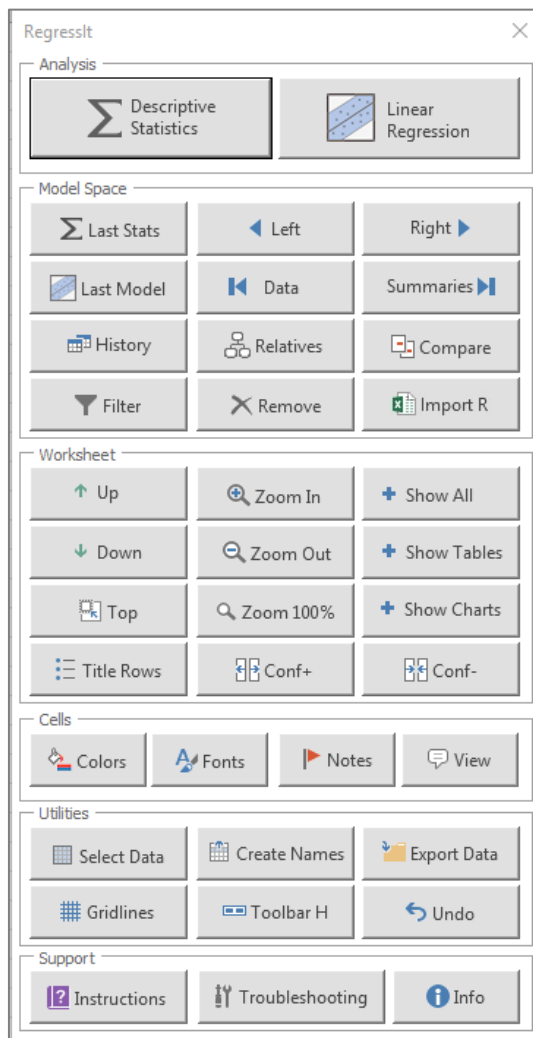 RegressIt
Analysis
Descriptive
Statistics
Linear
Regression
Model Space
Last Stats
Left
Right
Last Model
Data
Summaries
History
Relatives
Compare
Filter
Remove
Import R
Worksheet
Up
Zoom In
Show All
Down
Zoom Out
Show Tables
Top
Zoom 100%
Show Charts
Title Rows
Conf+
Conf-
Cells
Colors
Fonts
Notes
View
Utilities
Select Data
Create Names
Export Data
Gridlines
Toolbar H
Undo
Support
Instructions
Troubleshooting
Info